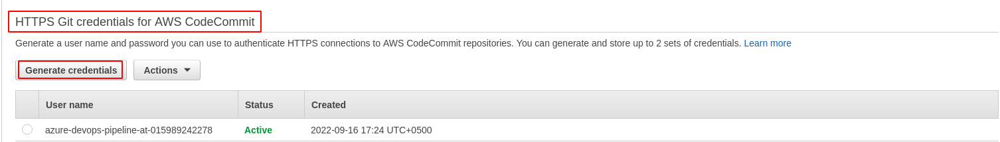 HTTPS Git credentials for AWS CodeCommit
Generate a user name and password you can use to authenticate HTTPS connections to AWS CodeCommit repositories. You can generate and store up to 2 sets of credentials. Learn more
Generate credentials Actions
User name Status Created
azure-devops-pipeline-at-015989242278 Active 2022-09-16 17:24 UTC+0500